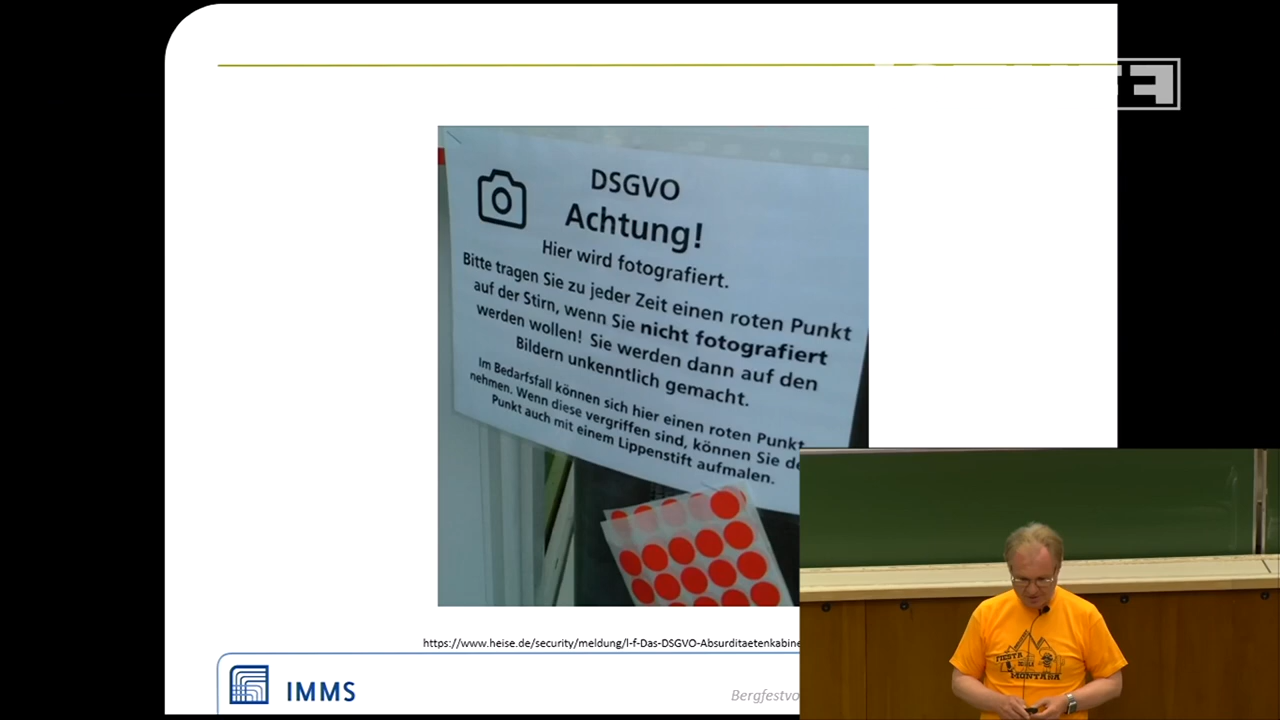 DSGVO
Achtung!
Hier wird fotografiert.
Bitte tragen Sie zu jeder Zeit einen roten Punkt
auf der Stirn, wenn Sie nicht fotografiert
werden wollen! Sie werden dann auf den
Bildern unkenntlich gemacht.
Im Bedarfsfall können sich hier einen roten Punkt
nehmen. Wenn diese vergriffen sind, können Sie
Punkt auch mit einem Lippenstift aufmalen.
https://www.heise.de/security/meldung/l-f-Das-DSGVO-Absurditaetenkabine
IMMS
Bergfestvo
FIESTA
MONTAÑA